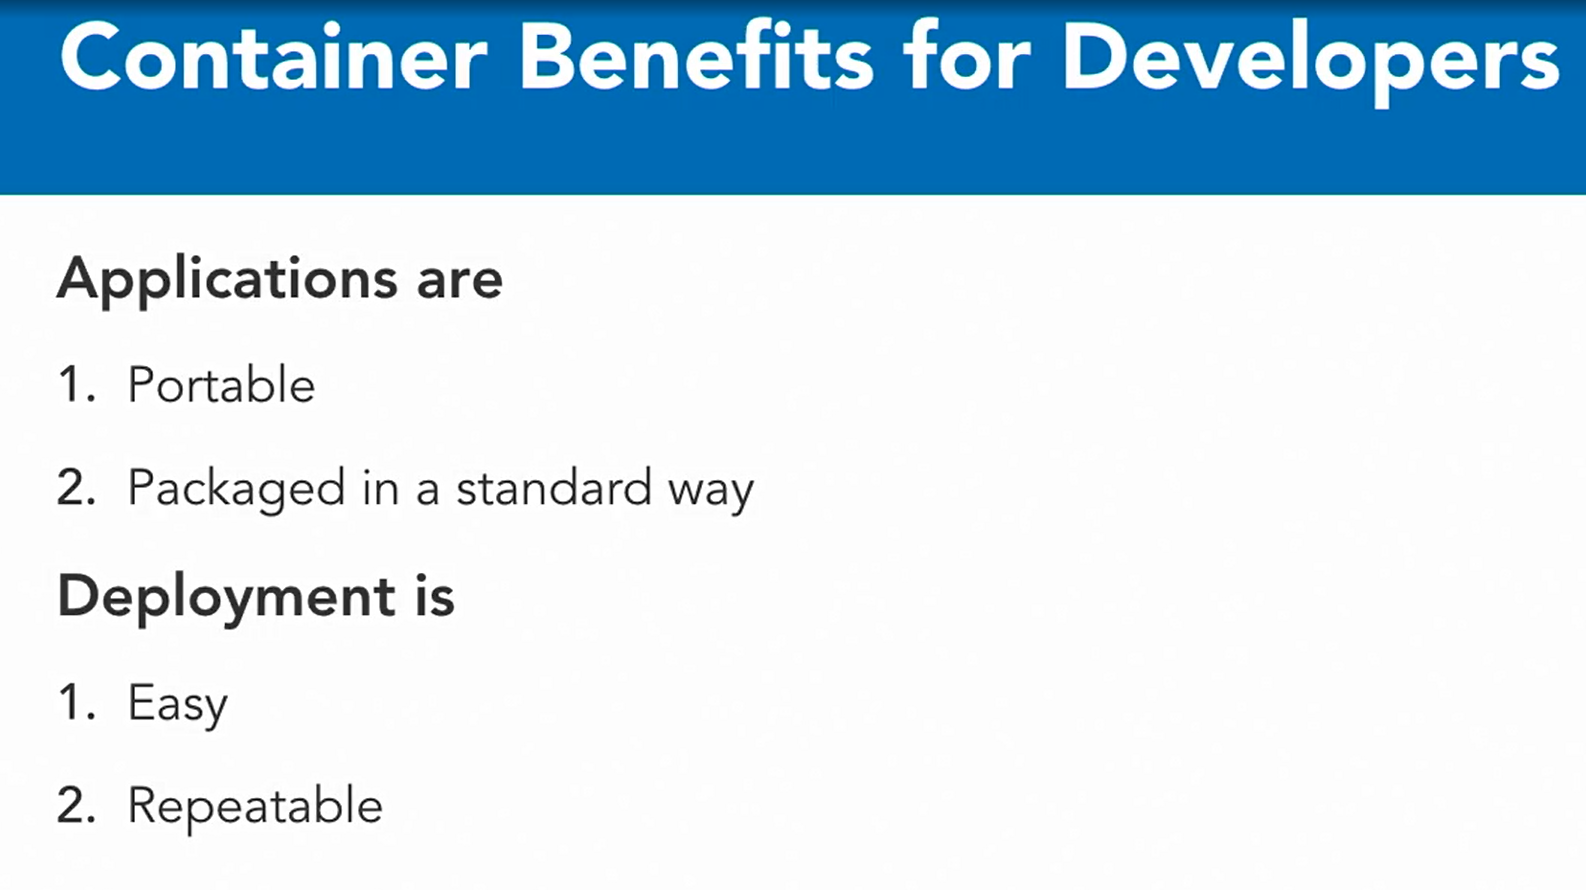 Container Benefits for Developers
Applications are
1. Portable
2. Packaged in a standard way
Deployment is
1. Easy
2. Repeatable